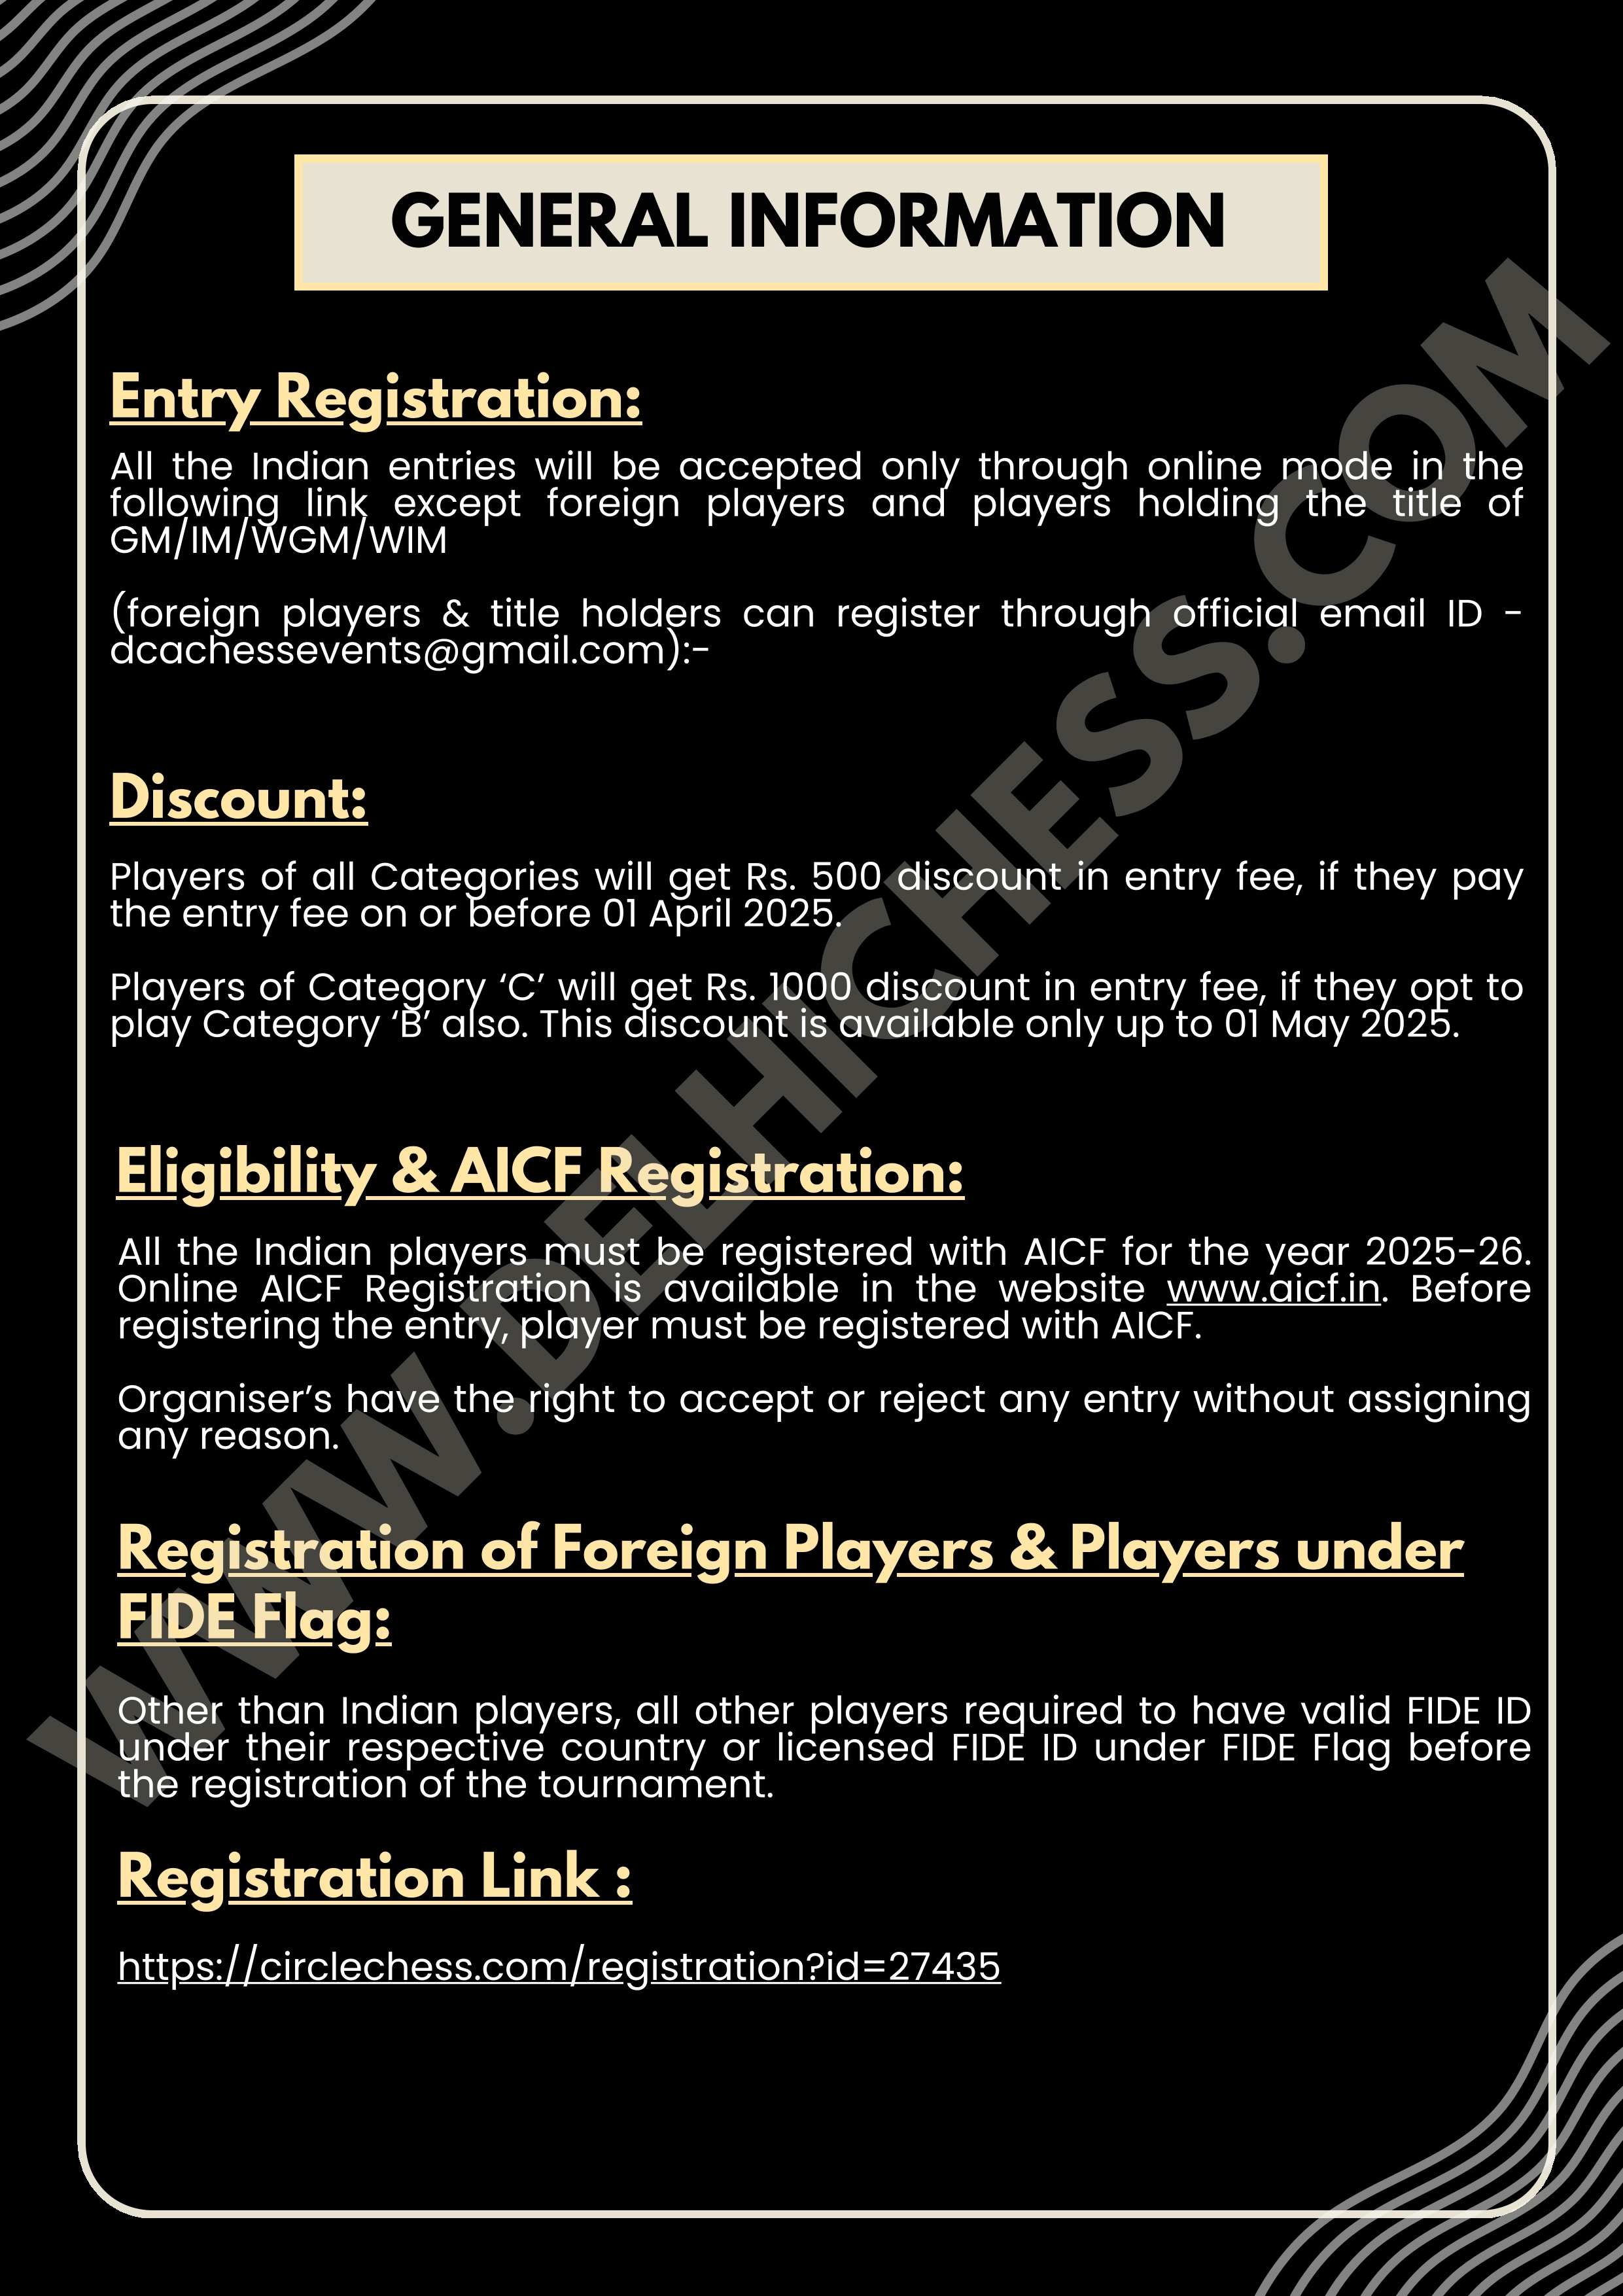 GENERAL INFORMATION
Entry Registration:
All the Indian entries will be accepted only through online mode in the
following link except foreign players and players holding the title of
GM/IM/WGM/WIM
(foreign players & title holders can register through official email ID -
dcachessevents@gmail.com):-
Discount:
Players of all Categories will get Rs. 500 discount in entry fee, if they pay
the entry fee on or before 01 April 2025.
Players of Category ‘C’ will get Rs. 1000 discount in entry fee, if they opt to
play Category ‘B’ also. This discount is available only up to 01 May 2025.
Eligibility & AICF Registration:
All the Indian players must be registered with AICF for the year 2025-26.
Online AICF Registration is available in the website www.aicf.in. Before
registering the entry, player must be registered with AICF.
Organiser’s have the right to accept or reject any entry without assigning
any reason.
Registration of Foreign Players & Players under
FIDE Flag:
Other than Indian players, all other players required to have valid FIDE ID
under their respective country or licensed FIDE ID under FIDE Flag before
the registration of the tournament.
Registration Link :
https://circlechess.com/registration?id=27435
WWW.DELHICHESS.COM